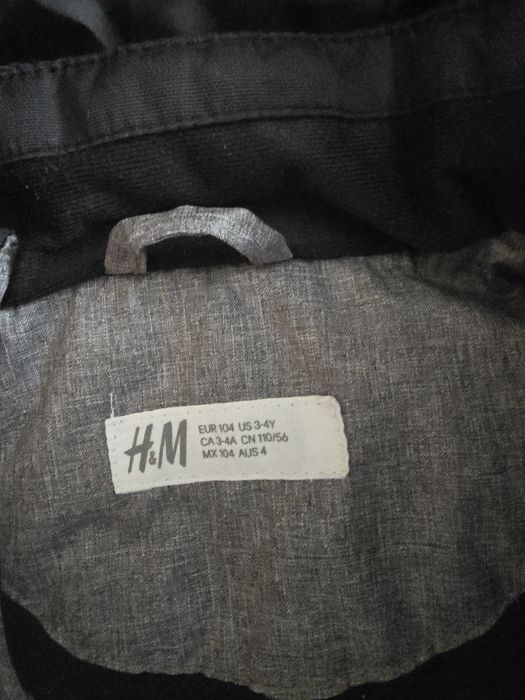 H&M
EUR 104 US 3-4Y
CA 3-4A CN 110/56
MX 104 AUS 4